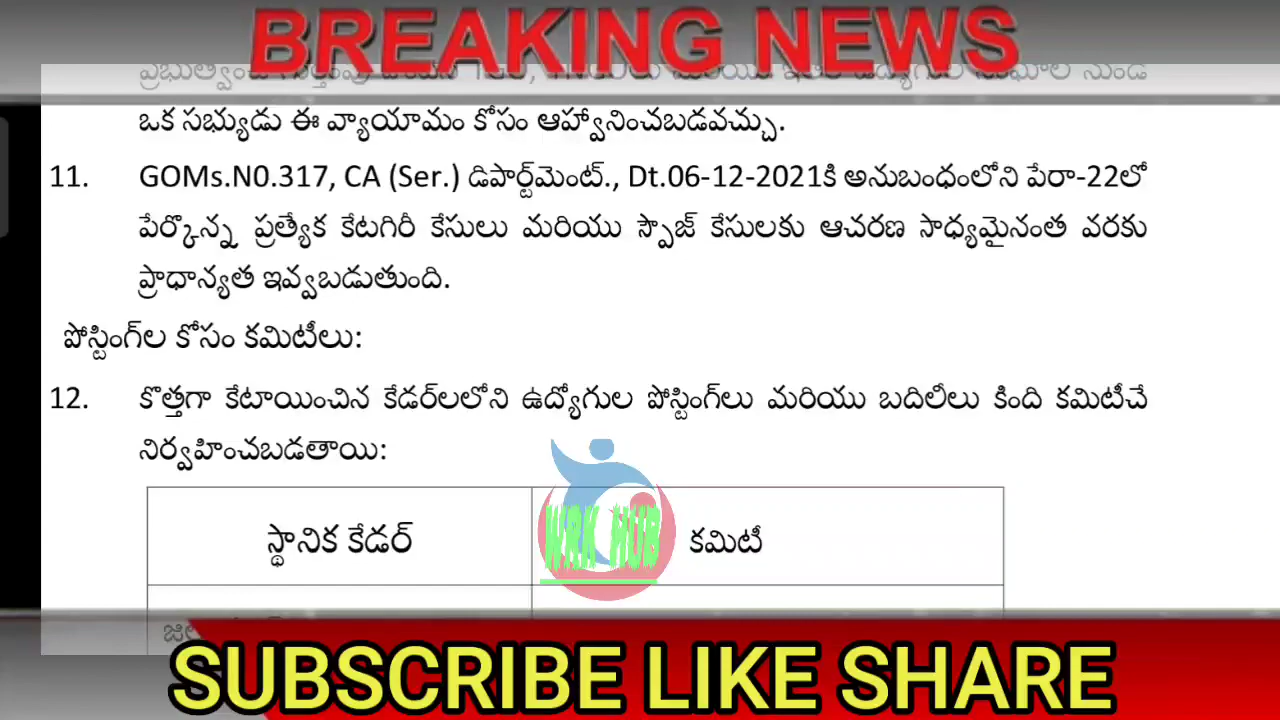 BREAKING NEWS
ఒక సభ్యుడు ఈ వ్యాయామం కోసం ఆహ్వానించబడవచ్చు.
11. GOMs.N0.317, CA (Ser.) డిపార్ట్‌మెంట్., Dt.06-12-2021కి అనుబంధంలోని పేరా-22లో
పేర్కొన్న ప్రత్యేక కేటగిరీ కేసులు మరియు స్పౌజ్ కేసులకు ఆచరణ సాధ్యమైనంత వరకు
ప్రాధాన్యత ఇవ్వబడుతుంది.
పోస్టింగ్‌ల కోసం కమిటీలు:
12. కొత్తగా కేటాయించిన కేడర్‌లలోని ఉద్యోగుల పోస్టింగ్‌లు మరియు బదిలీలు కింది కమిటీచే
నిర్వహించబడతాయి:
స్థానిక కేడర్ కమిటీ
WRK HUB
SUBSCRIBE LIKE SHARE